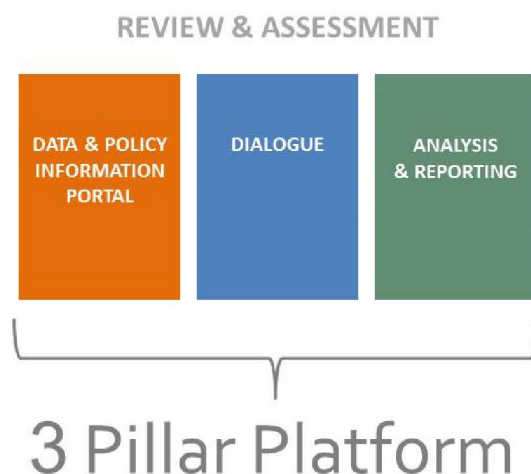 REVIEW & ASSESSMENT
DATA & POLICY
INFORMATION
PORTAL
DIALOGUE
ANALYSIS
& REPORTING
3 Pillar Platform